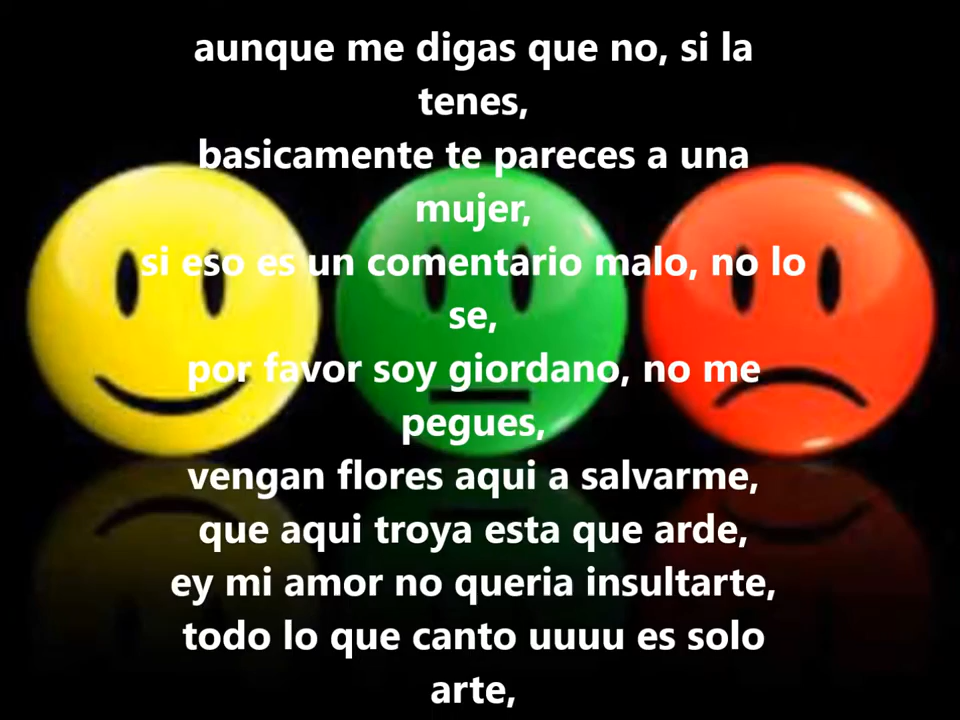 aunque me digas que no, si la
tenes,
basicamente te pareces a una
mujer,
si eso es un comentario malo, no lo
se,
por favor soy giordano, no me
pegues,
vengan flores aqui a salvarme,
que aqui troya esta que arde,
ey mi amor no queria insultarte,
todo lo que canto uuuu es solo
arte,